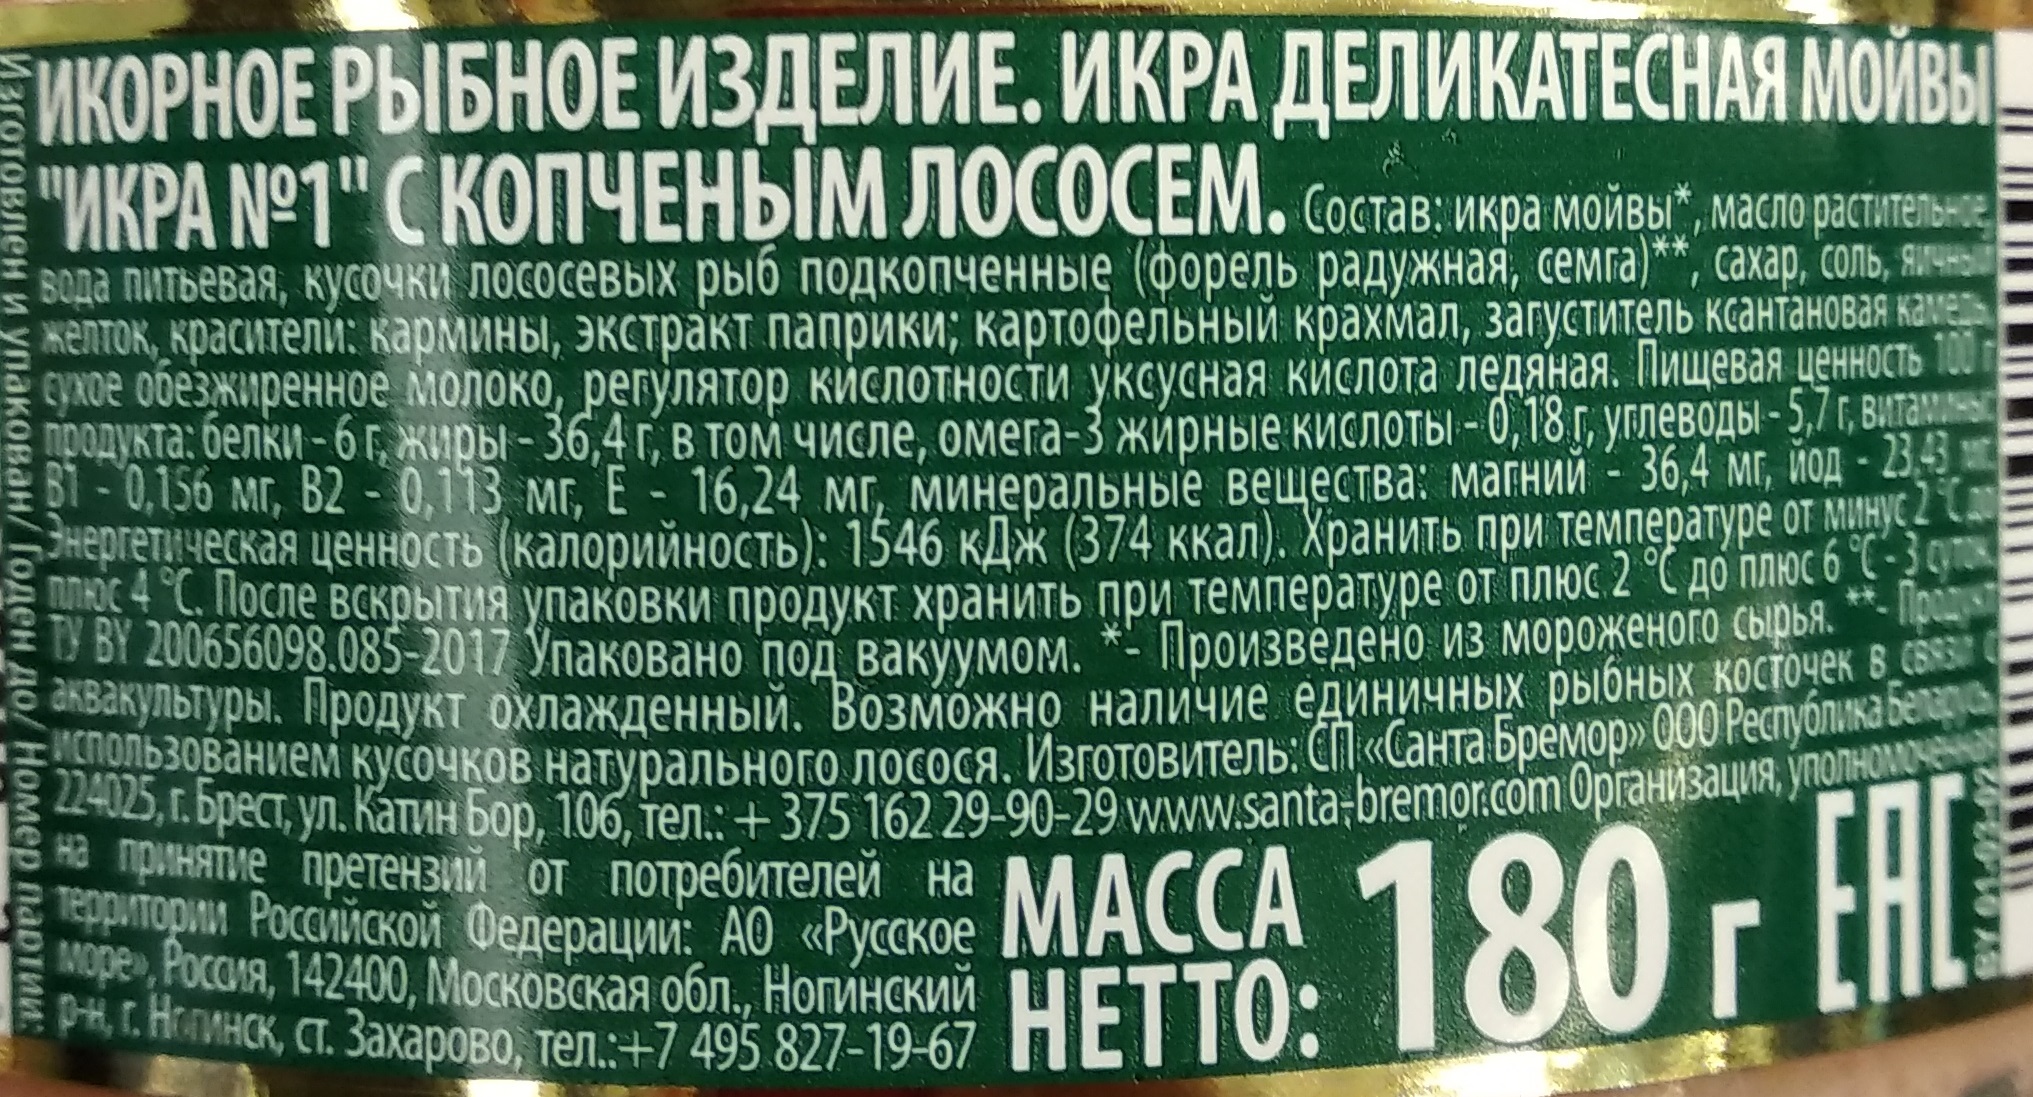 ИКОРНОЕ РЫБНОЕ ИЗДЕЛИЕ. ИКРА ДЕЛИКАТЕСНАЯ МОЙВЫ
"ИКРА №1" С КОПЧЕНЫМ ЛОСОСЕМ. Состав: икра мойвы*, масло растительное,
вода питьевая, кусочки лососевых рыб подкопченные (форель радужная, семга)**, сахар, соль, яичный
желток, красители: кармины, экстракт паприки; картофельный крахмал, загуститель ксантановая камедь,
сухое обезжиренное молоко, регулятор кислотности уксусная кислота ледяная. Пищевая ценность 100 г
продукта: белки - 6 г, жиры - 36,4 г, в том числе, омега-3 жирные кислоты - 0,18 г, углеводы - 5,7 г, витамины:
В1 - 0,156 мг, В2 - 0,113 мг, Е - 16,24 мг, минеральные вещества: магний - 36,4 мг, йод - 23,43
Энергетическая ценность (калорийность): 1546 кДж (374 ккал). Хранить при температуре от минус 2 °С до
плюс 4 °С. После вскрытия упаковки продукт хранить при температуре от плюс 2 °С до плюс 6 °С - 3 суток
ТУ BY 200656098.085-2017 Упаковано под вакуумом. *- Произведено из мороженого сырья. **- Продукт
аквакультуры. Продукт охлажденный. Возможно наличие единичных рыбных косточек в связи с
использованием кусочков натурального лосося. Изготовитель: СП «Санта Бремор» ООО Республика Беларусь
224025, г. Брест, ул. Катин Бор, 106, тел.: + 375 162 29-90-29 www.santa-bremor.com Организация, уполномоченная
на принятие претензий от потребителей на
территории Российской Федерации: АО «Русское
море», Россия, 142400, Московская обл., Ногинский
р-н, г. Ногинск, ст. Захарово, тел.:+7 495 827-19-67
МАССА
НЕТТО: 180 г
EAC
BY 01-02-02
Изготовлен и упакован/ Годен до/ Номер партии: